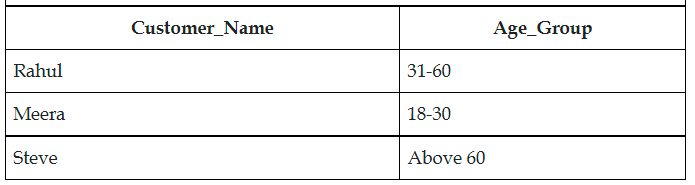 Customer_Name Age_Group
Rahul 31-60
Meera 18-30
Steve Above 60